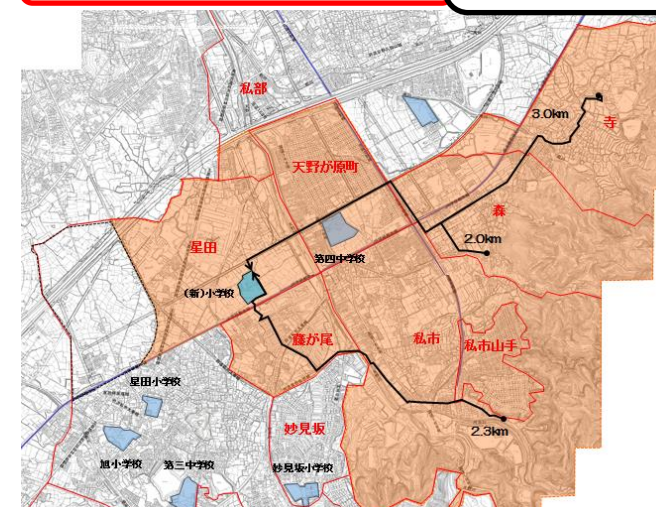 私部
3.0km
寺
天野が原町
森
星田
2.0km
第四中学校
(新)小学校
藤が尾
私市
私市山手
星田小学校
妙見坂
2.3km
旭小学校
第三中学校
妙見坂小学校